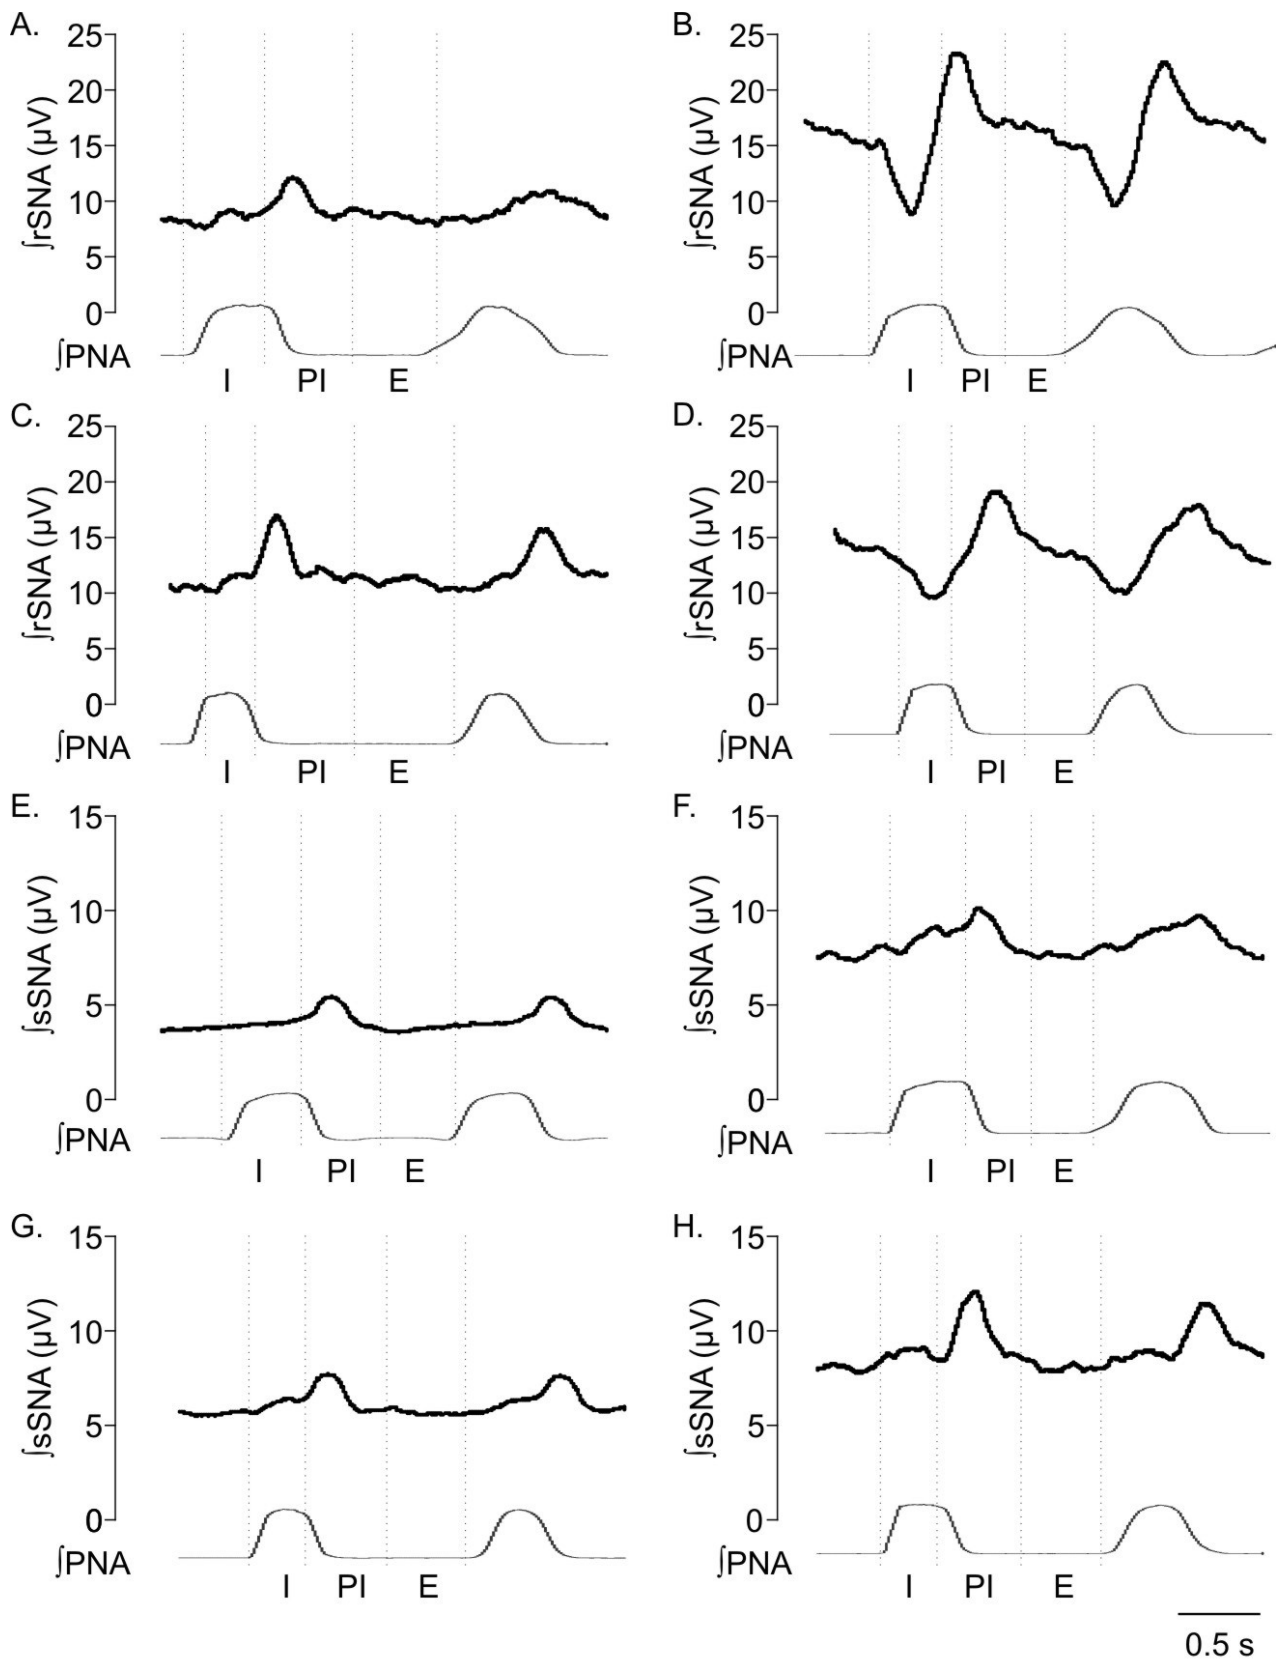 A.
25
20
15
10
5
0
∫rSNA (µV)
∫PNA
I PI E
B.
25
20
15
10
5
0
∫rSNA (µV)
∫PNA
I PI E
C.
25
20
15
10
5
0
∫rSNA (µV)
∫PNA
I PI E
D.
25
20
15
10
5
0
∫rSNA (µV)
∫PNA
I PI E
E.
15
10
5
0
∫sSNA (µV)
∫PNA
I PI E
F.
15
10
5
0
∫sSNA (µV)
∫PNA
I PI E
G.
15
10
5
0
∫sSNA (µV)
∫PNA
I PI E
H.
15
10
5
0
∫sSNA (µV)
∫PNA
I PI E
0.5 s